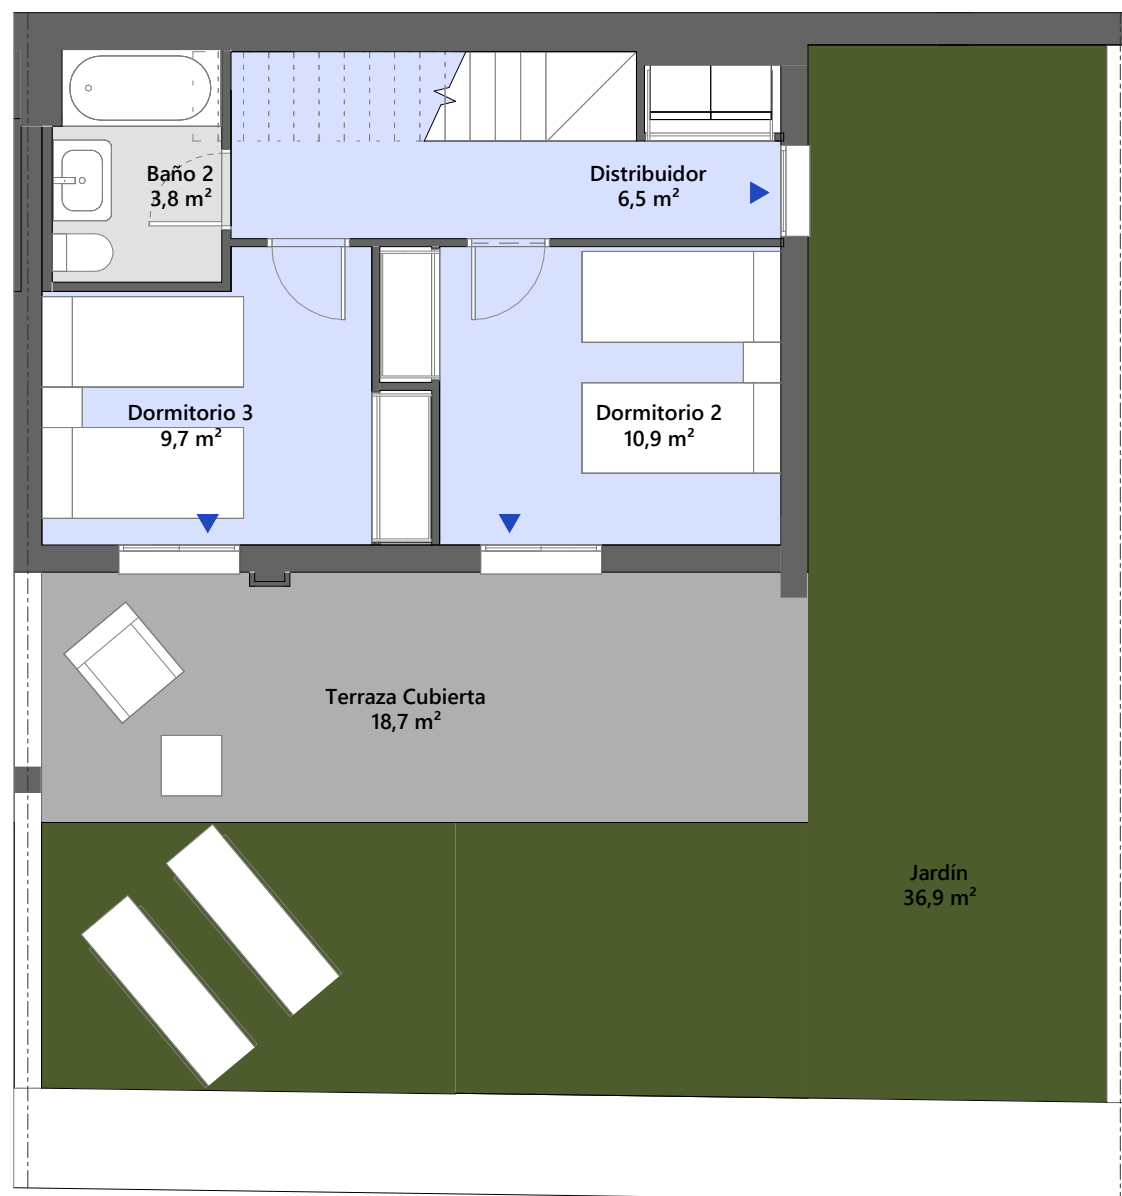 Baño 2
3,8 m²
Distribuidor
6,5 m²
Dormitorio 3
9,7 m²
Dormitorio 2
10,9 m²
Terraza Cubierta
18,7 m²
Jardín
36,9 m²